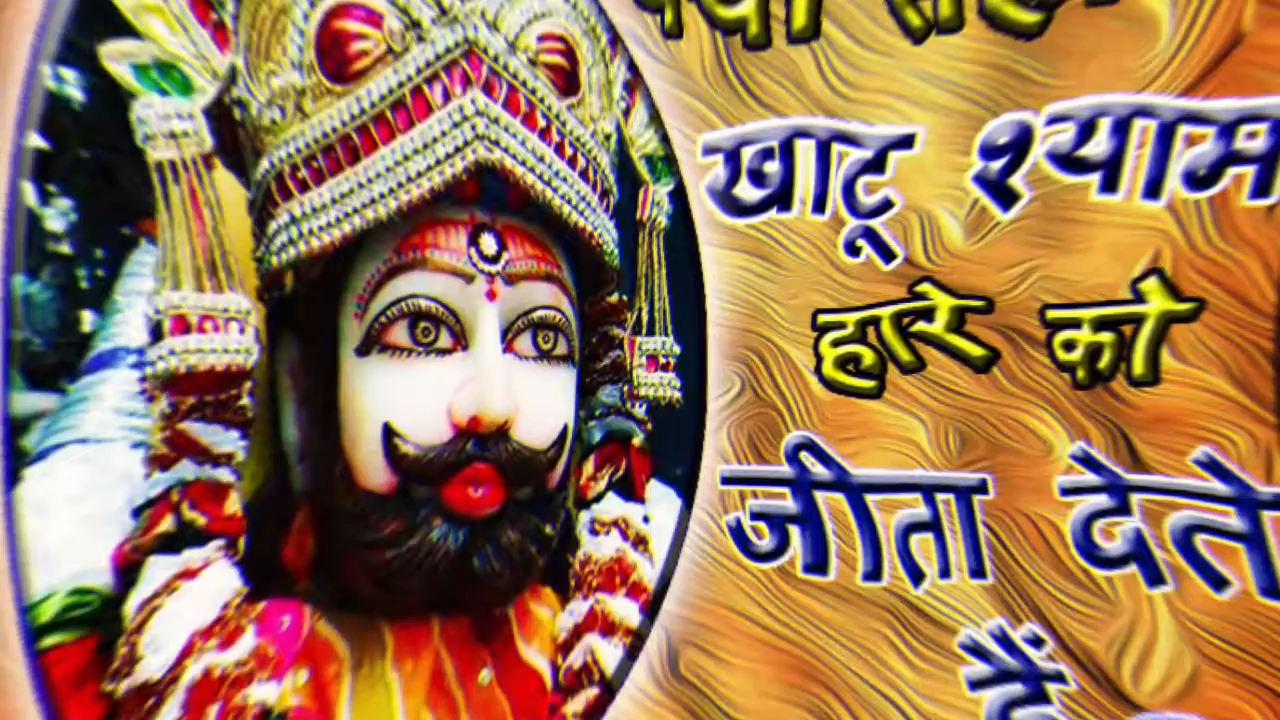 खाटू श्याम
हारे को
जीता देते
हैं